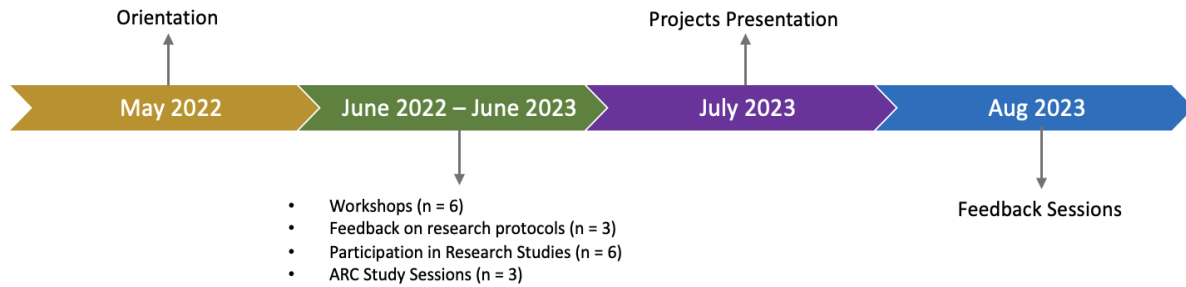 Orientation
Projects Presentation
May 2022
June 2022 – June 2023
July 2023
Aug 2023
• Workshops (n = 6)
• Feedback on research protocols (n = 3)
• Participation in Research Studies (n = 6)
• ARC Study Sessions (n = 3)
Feedback Sessions